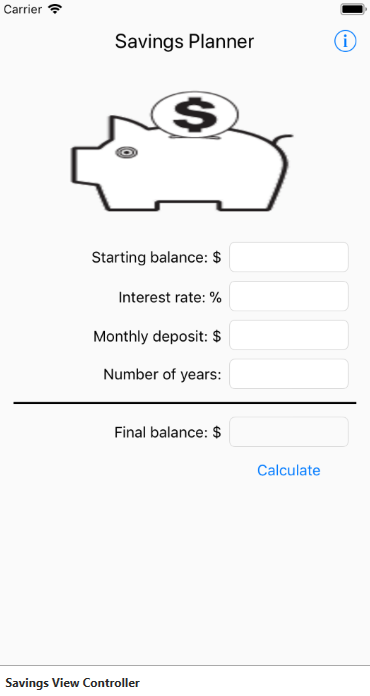 Carrier
Savings Planner
i
$
Starting balance: $
Interest rate: %
Monthly deposit: $
Number of years:
Final balance: $
Calculate
Savings View Controller